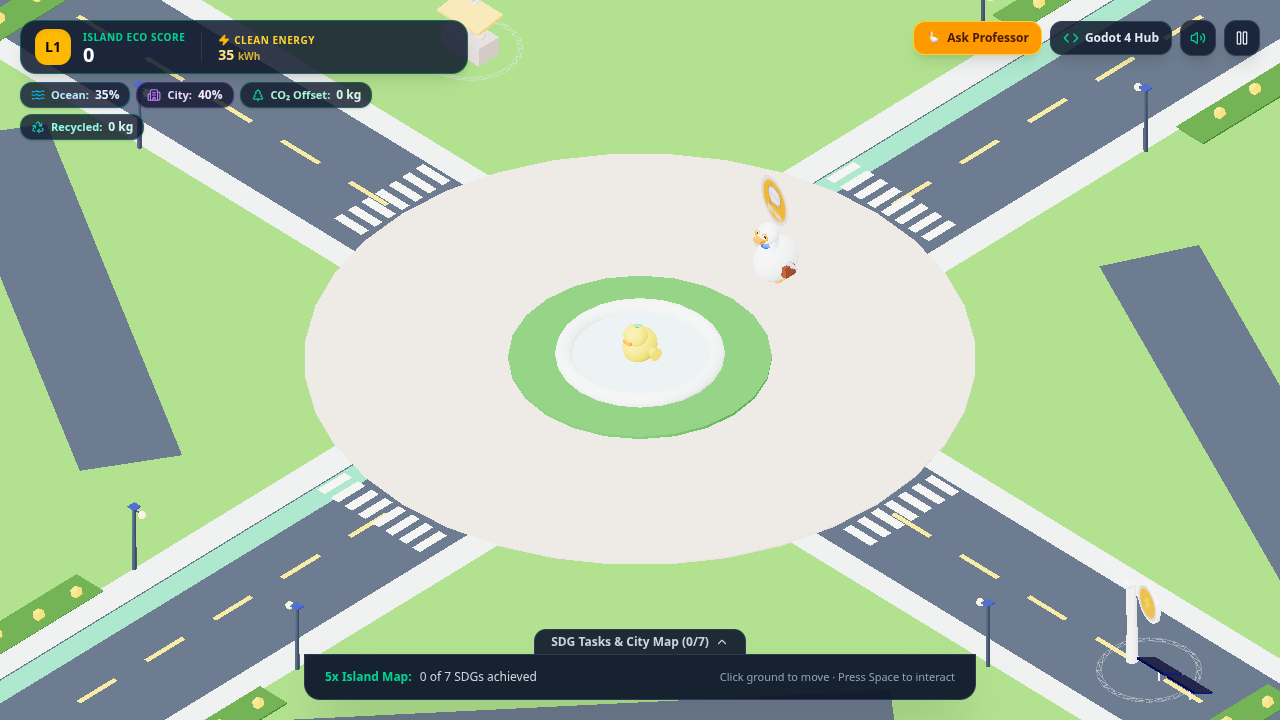 L1
ISLAND ECO SCORE
0
CLEAN ENERGY
35 kWh
Ask Professor
Godot 4 Hub
Ocean: 35%
City: 40%
CO₂ Offset: 0 kg
Recycled: 0 kg
SDG Tasks & City Map (0/7)
5x Island Map: 0 of 7 SDGs achieved
Click ground to move · Press Space to interact